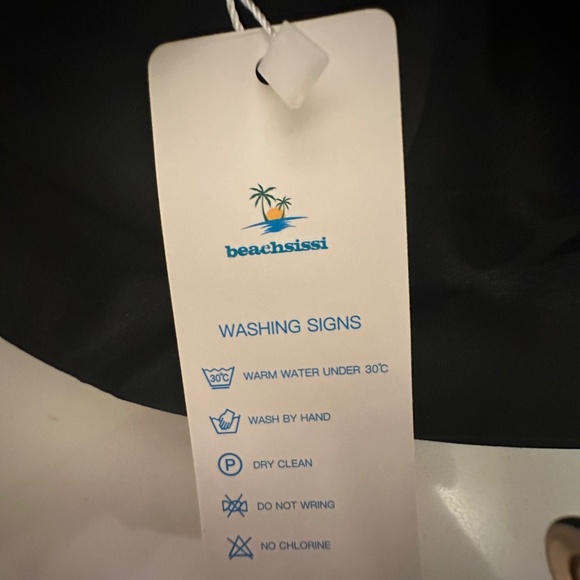 beachsissi
WASHING SIGNS
30℃ WARM WATER UNDER 30℃
WASH BY HAND
P DRY CLEAN
DO NOT WRING
NO CHLORINE